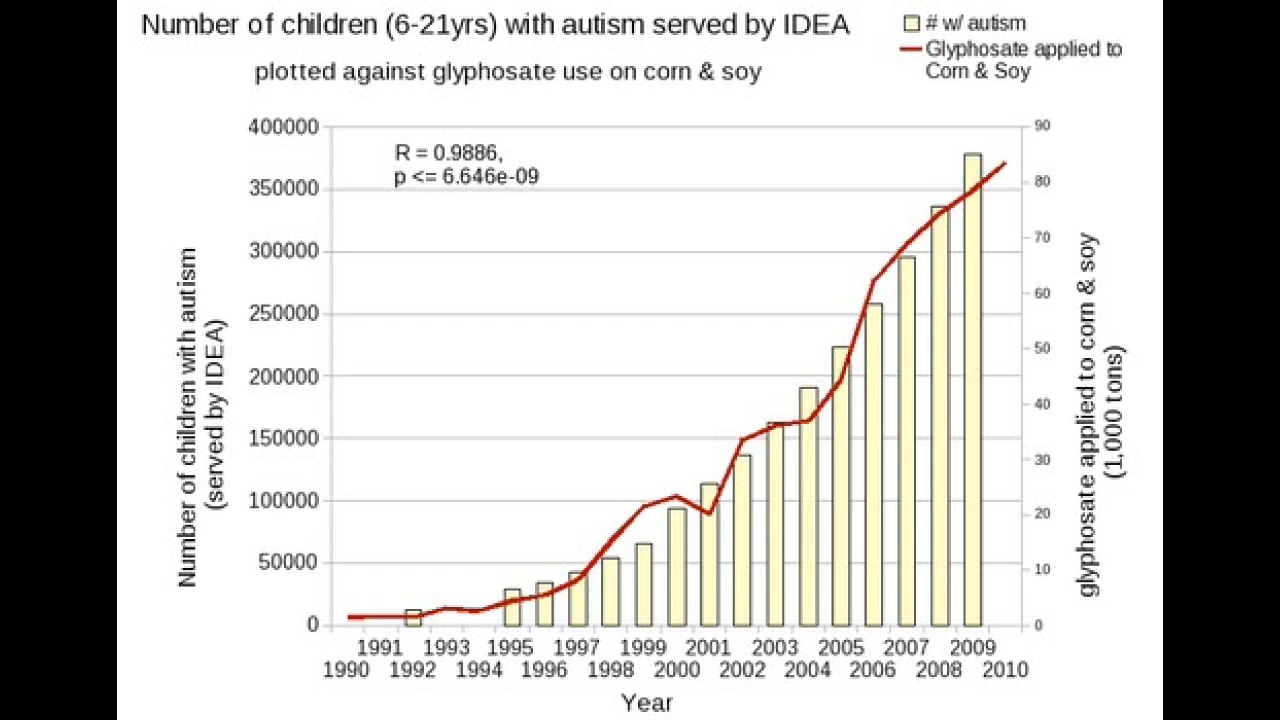 Number of children (6-21yrs) with autism served by IDEA
plotted against glyphosate use on corn & soy
# w/ autism
Glyphosate applied to
Corn & Soy
R = 0.9886,
p <= 6.646e-09
Number of children with autism
(served by IDEA)
400000
350000
300000
250000
200000
150000
100000
50000
0
90
80
70
60
50
40
30
20
10
0
glyphosate applied to corn & soy
(1,000 tons)
1991 1993 1995 1997 1999 2001 2003 2005 2007 2009
1990 1992 1994 1996 1998 2000 2002 2004 2006 2008 2010
Year